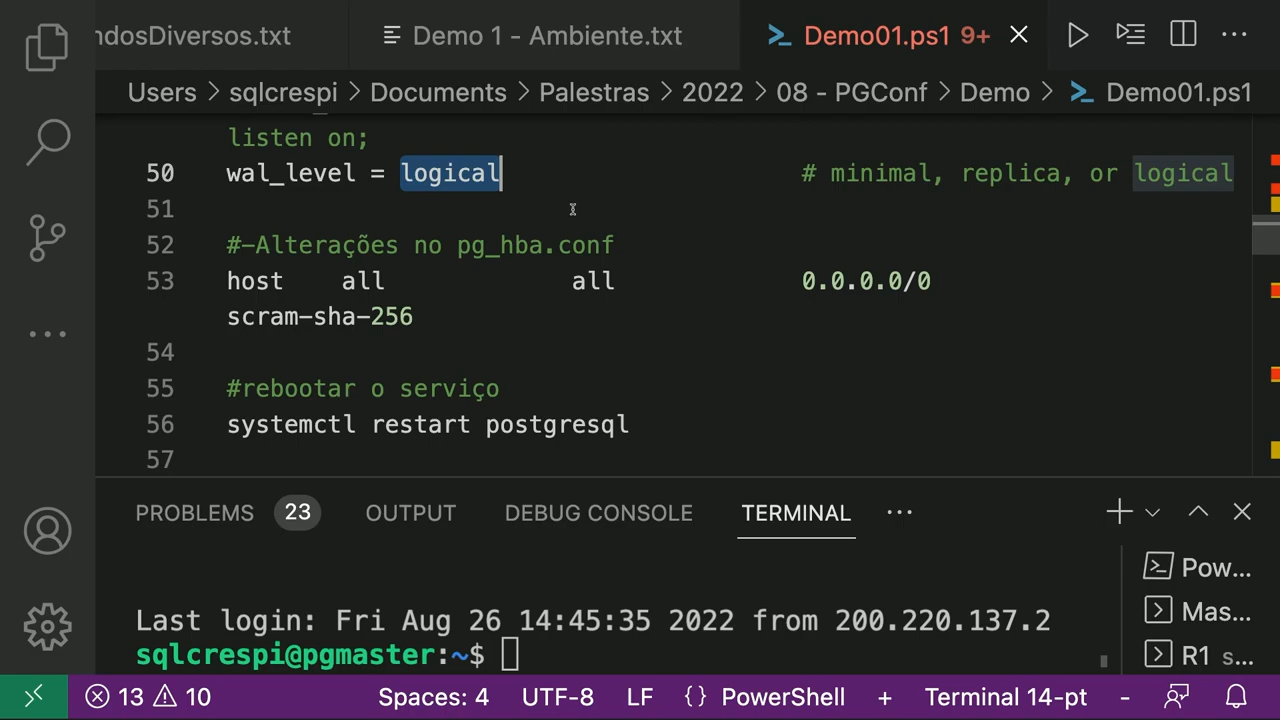 ndosDiversos.txt
Demo 1 - Ambiente.txt
Demo01.ps1 9+
Users > sqlcrespi > Documents > Palestras > 2022 > 08 - PGConf > Demo > Demo01.ps1
listen on;
50 wal_level = logical # minimal, replica, or logical
51
52 #-Alterações no pg_hba.conf
53 host all all 0.0.0.0/0
scram-sha-256
54
55 #rebootar o serviço
56 systemctl restart postgresql
57
PROBLEMS 23 OUTPUT DEBUG CONSOLE TERMINAL ...
Pow...
Mas...
R1 s...
Last login: Fri Aug 26 14:45:35 2022 from 200.220.137.2
sqlcrespi@pgmaster:~$
13 10 Spaces: 4 UTF-8 LF {} PowerShell + Terminal 14-pt -